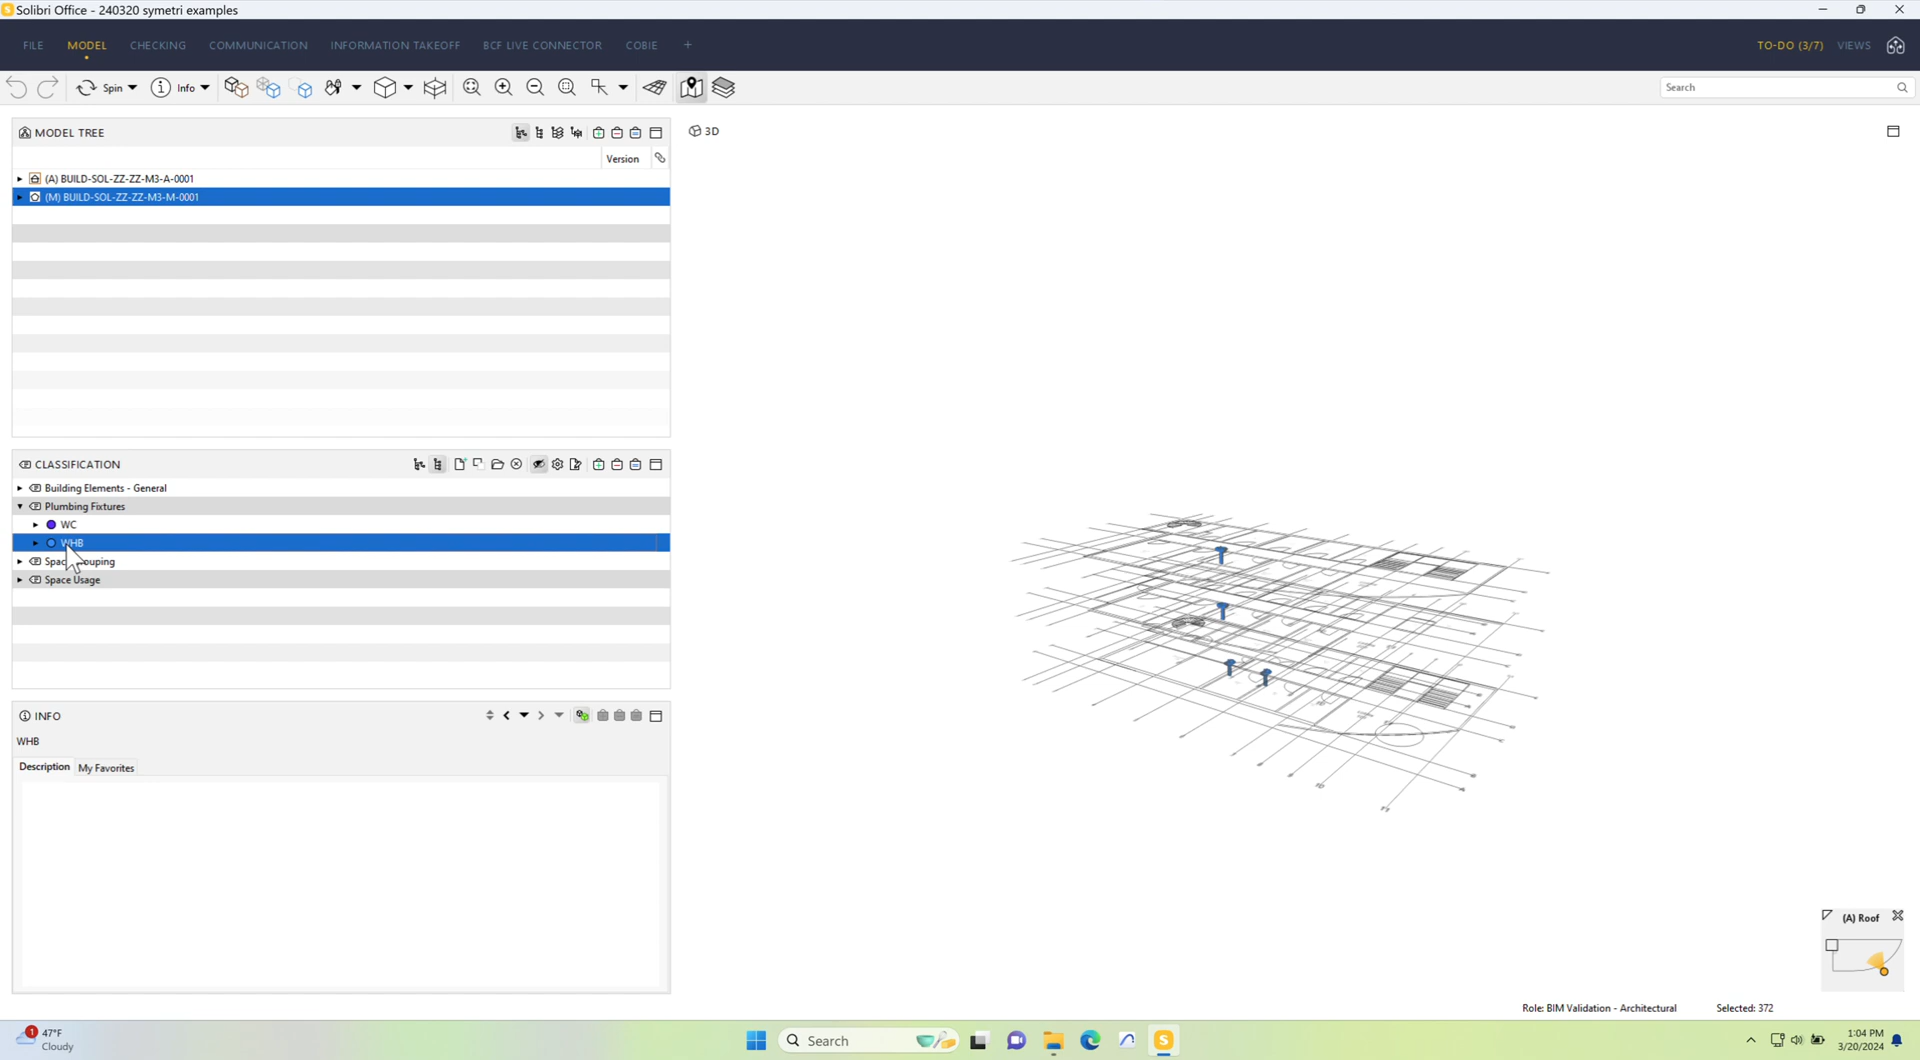 Solibri Office - 240320 symetri examples
FILE MODEL CHECKING COMMUNICATION INFORMATION TAKEOFF BCF LIVE CONNECTOR COBIE + TO-DO (3/7) VIEWS
Spin Info Search
MODEL TREE
3D
Version
(A) BUILD-SOL-ZZ-ZZ-M3-A-0001
(M) BUILD-SOL-ZZ-ZZ-M3-M-0001
CLASSIFICATION
Building Elements - General
Plumbing Fixtures
WC
WHB
Space Usage
INFO
WHB
Description My Favorites
(A) Roof
Role: BIM Validation - Architectural Selected: 372
1
47°F
Cloudy
Search
1:04 PM
3/20/2024